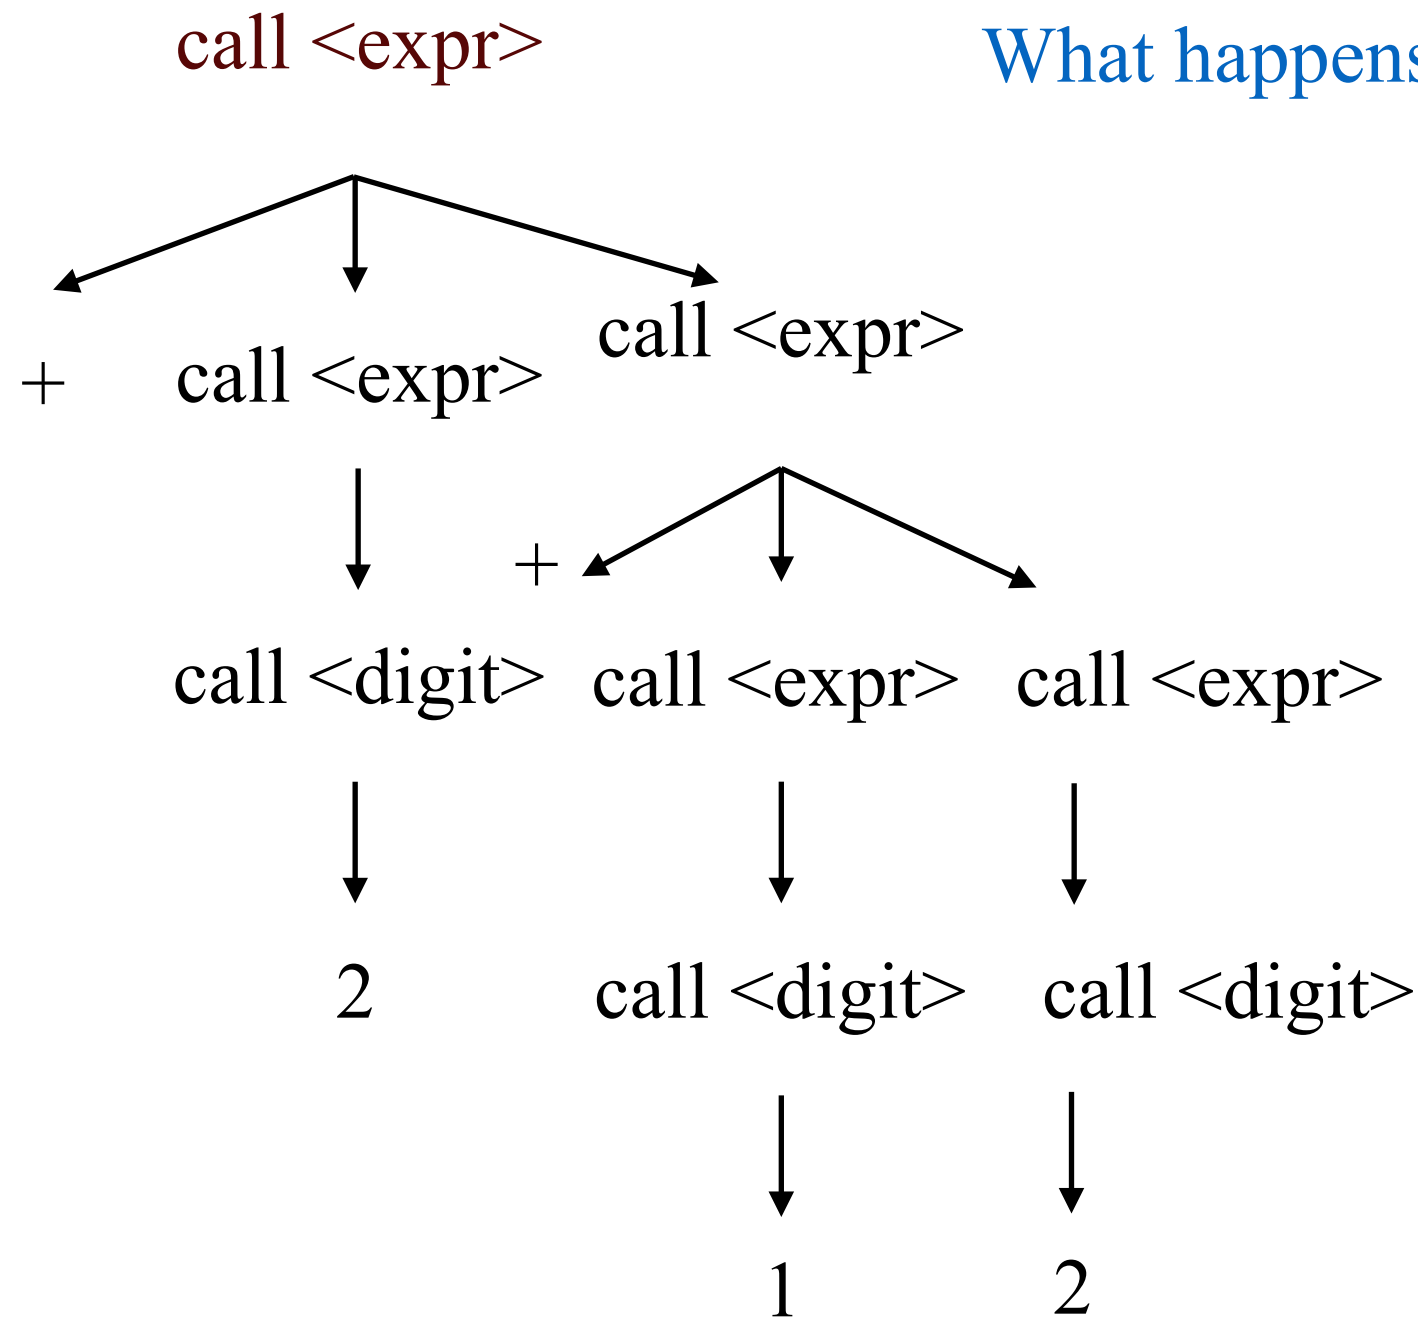 call <expr>
What happens
+
call <expr>
call <expr>
+
call <digit>
call <expr>
call <expr>
2
call <digit>
call <digit>
1
2